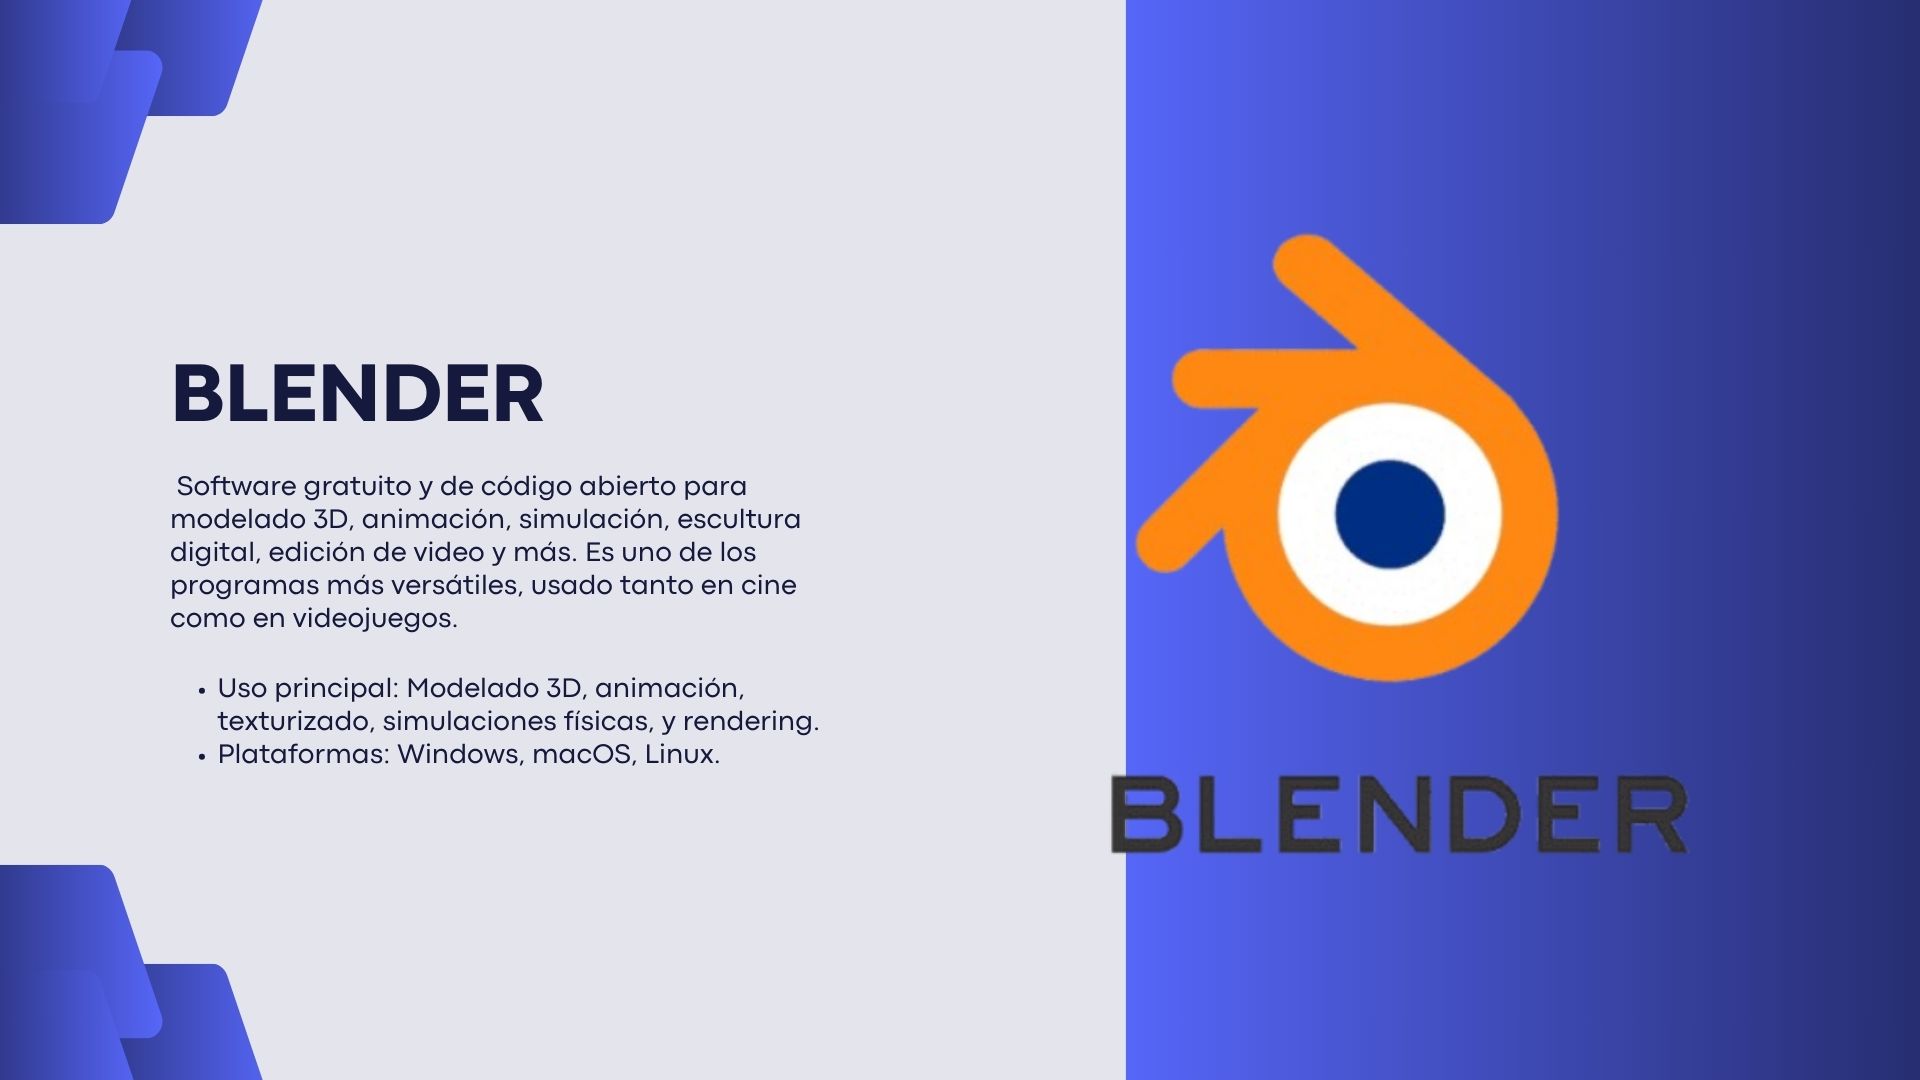 BLENDER
Software gratuito y de código abierto para
modelado 3D, animación, simulación, escultura
digital, edición de video y más. Es uno de los
programas más versátiles, usado tanto en cine
como en videojuegos.
• Uso principal: Modelado 3D, animación,
texturizado, simulaciones físicas, y rendering.
• Plataformas: Windows, macOS, Linux.
BLENDER